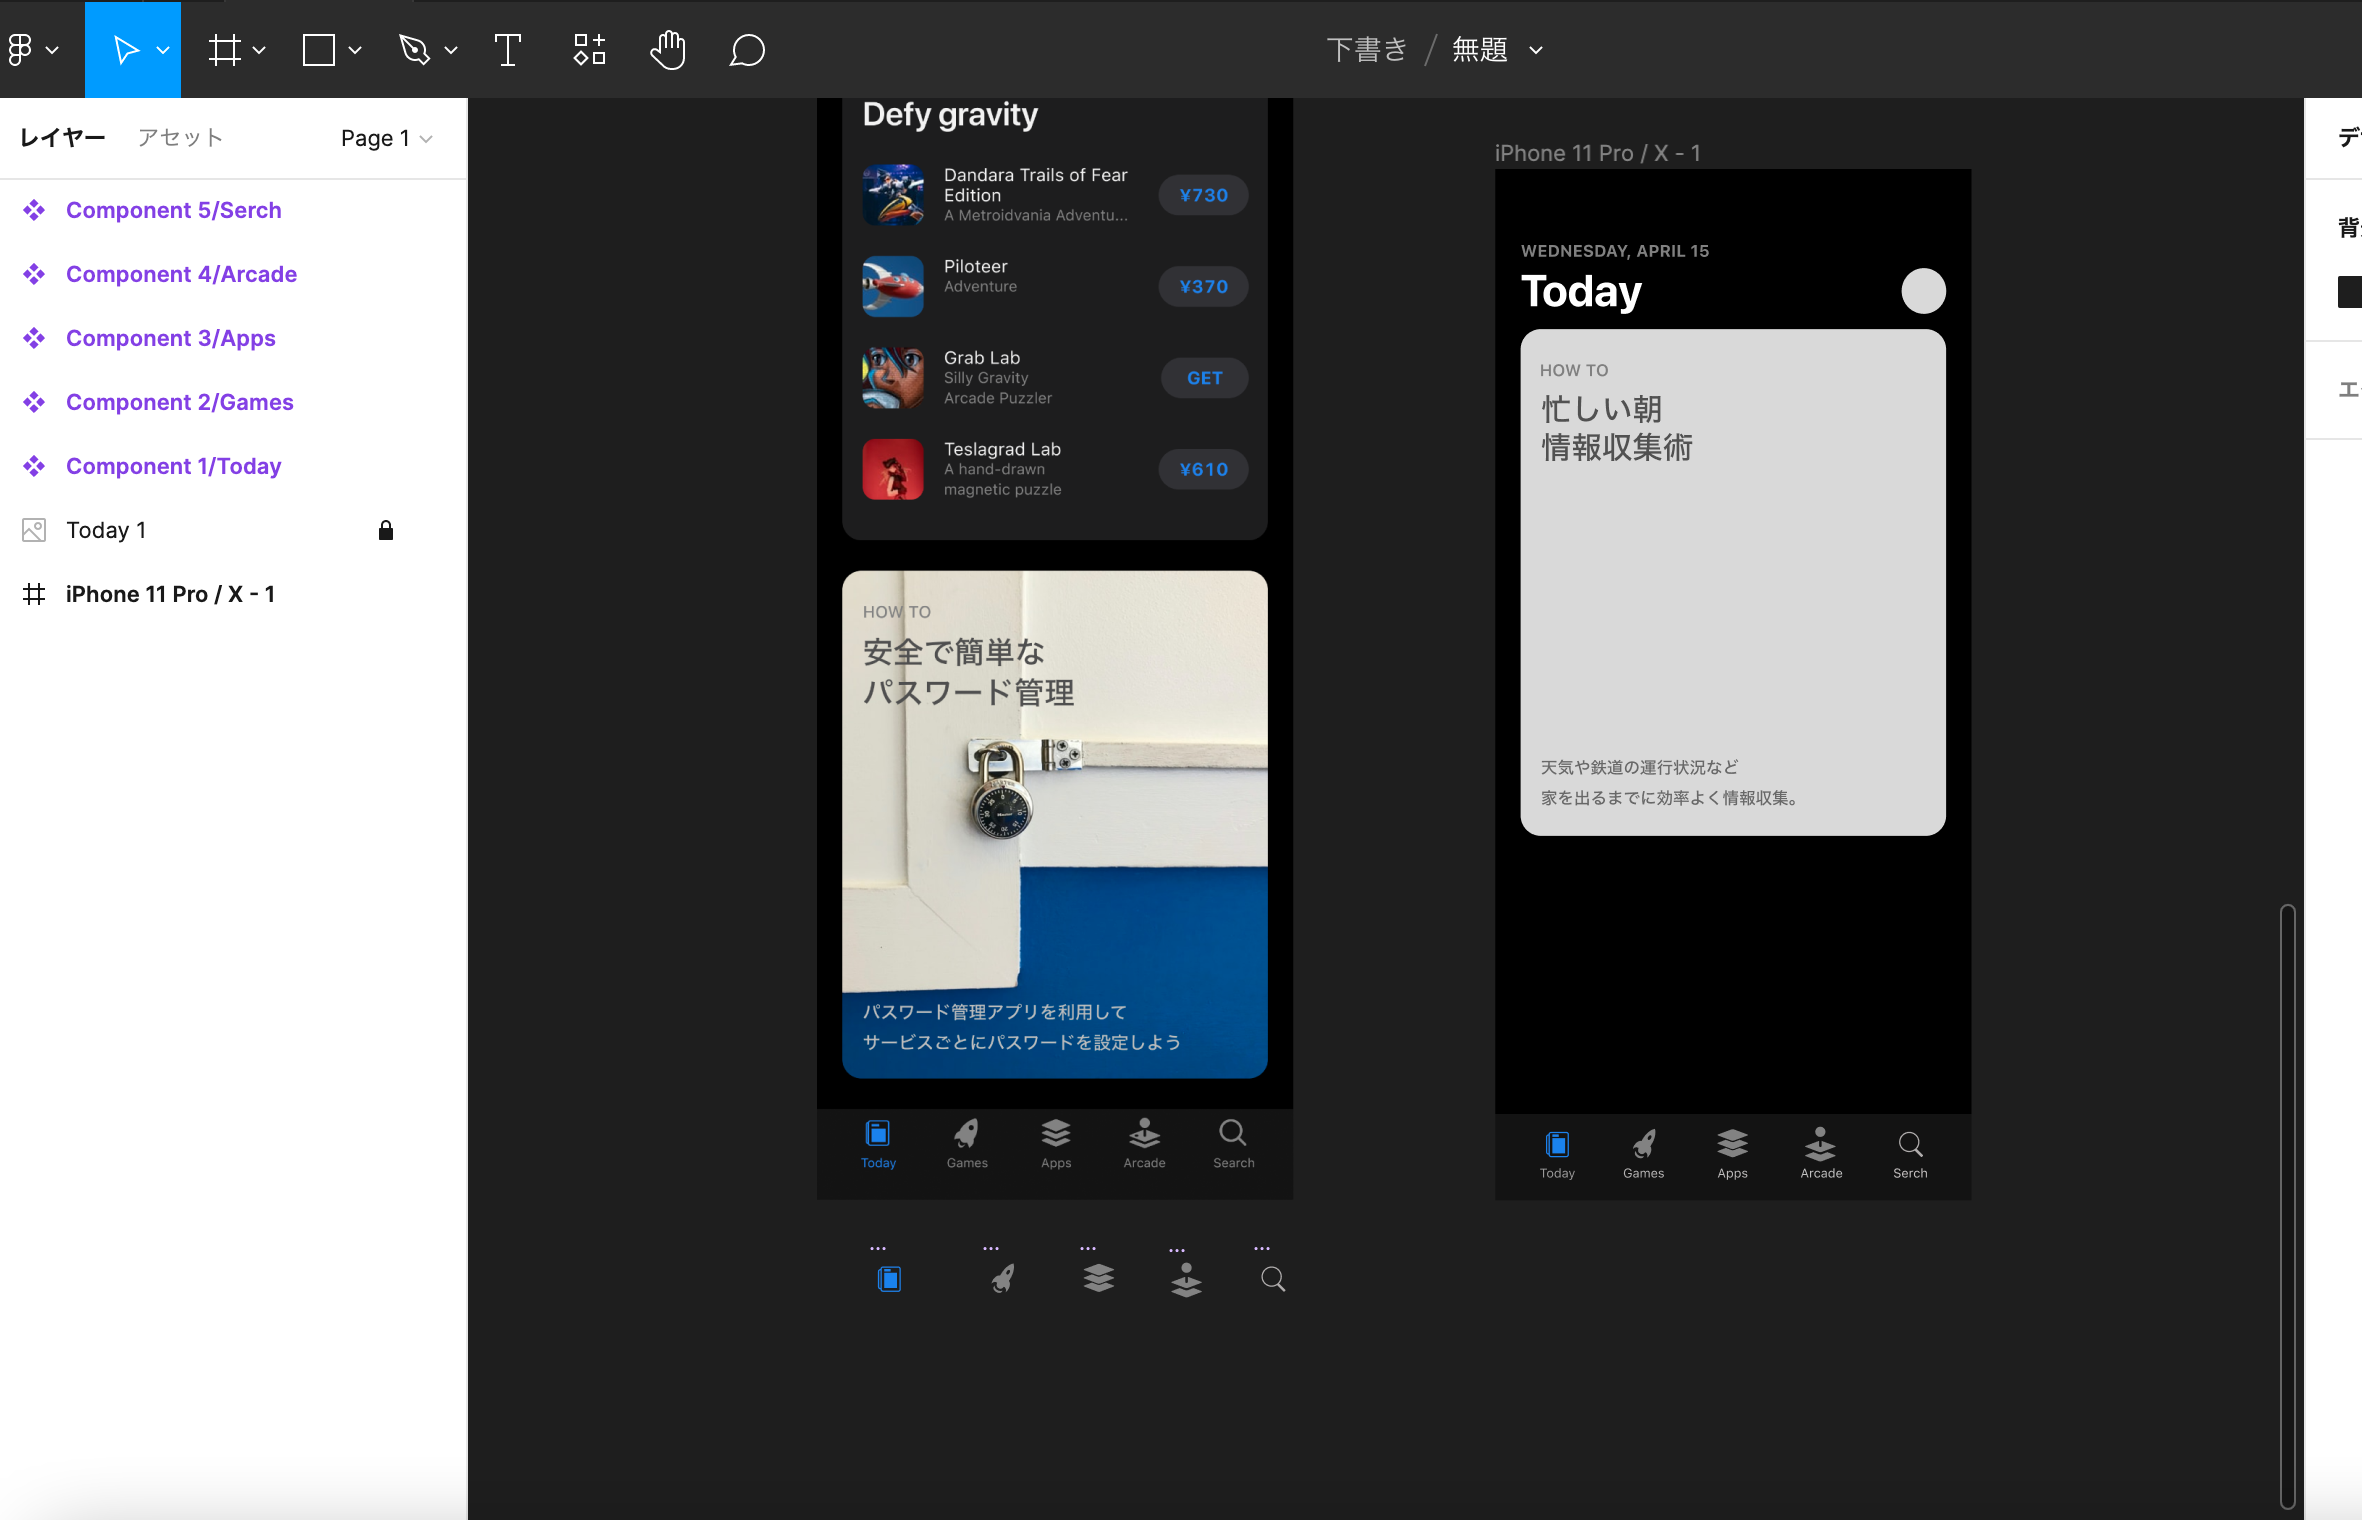 下書き / 無題
レイヤー アセット Page 1
Component 5/Serch
Component 4/Arcade
Component 3/Apps
Component 2/Games
Component 1/Today
Today 1
iPhone 11 Pro / X - 1
Defy gravity
Dandara Trails of Fear
Edition
A Metroidvania Adventu...
¥730
Piloteer
Adventure
¥370
Grab Lab
Silly Gravity
Arcade Puzzler
GET
Teslagrad Lab
A hand-drawn
magnetic puzzle
¥610
HOW TO
安全で簡単な
パスワード管理
パスワード管理アプリを利用して
サービスごとにパスワードを設定しよう
Today Games Apps Arcade Search
... ... ... ... ...
iPhone 11 Pro / X - 1
WEDNESDAY, APRIL 15
Today
HOW TO
忙しい朝
情報収集術
天気や鉄道の運行状況など
家を出るまでに効率よく情報収集。
Today Games Apps Arcade Serch